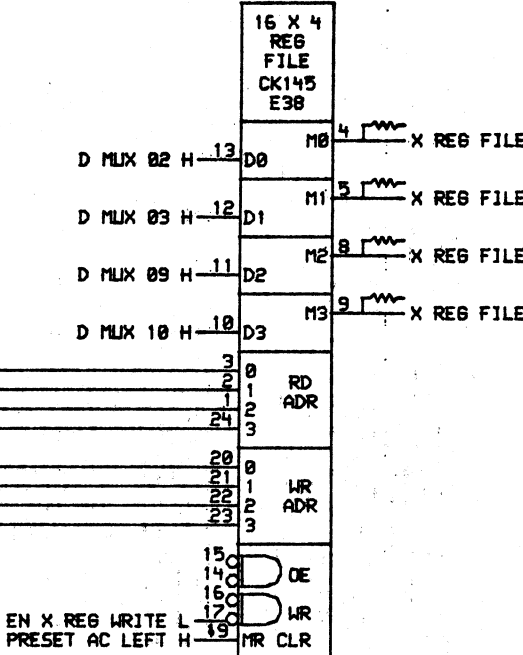 16 X 4
REG
FILE
CK145
E38
M0 4 X REG FILE
D MUX 02 H 13 D0
M1 5 X REG FILE
D MUX 03 H 12 D1
M2 8 X REG FILE
D MUX 09 H 11 D2
M3 9 X REG FILE
D MUX 10 H 10 D3
3 0
2 1
1 2
24 3
RD
ADR
20 0
21 1
22 2
23 3
WR
ADR
15
14
OE
16
EN X REG WRITE L 17 WR
PRESET AC LEFT H 19 MR CLR